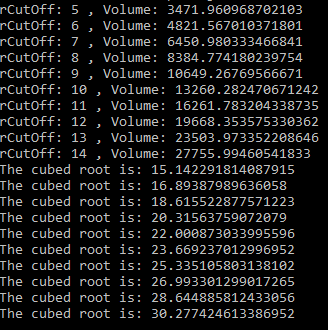 rCutOff: 5 , Volume: 3471.960968702103
rCutOff: 6 , Volume: 4821.567010371801
rCutOff: 7 , Volume: 6450.980333466841
rCutOff: 8 , Volume: 8384.774180239754
rCutOff: 9 , Volume: 10649.26769566671
rCutOff: 10 , Volume: 13260.282470671242
rCutOff: 11 , Volume: 16261.783204338735
rCutOff: 12 , Volume: 19668.353575330362
rCutOff: 13 , Volume: 23503.973352208646
rCutOff: 14 , Volume: 27755.99460541833
The cubed root is: 15.142291814087915
The cubed root is: 16.89387989636058
The cubed root is: 18.615522877571223
The cubed root is: 20.31563759072079
The cubed root is: 22.000873033995596
The cubed root is: 23.669237012996952
The cubed root is: 25.335105803138102
The cubed root is: 26.993301299017265
The cubed root is: 28.644885812433056
The cubed root is: 30.277424613386952